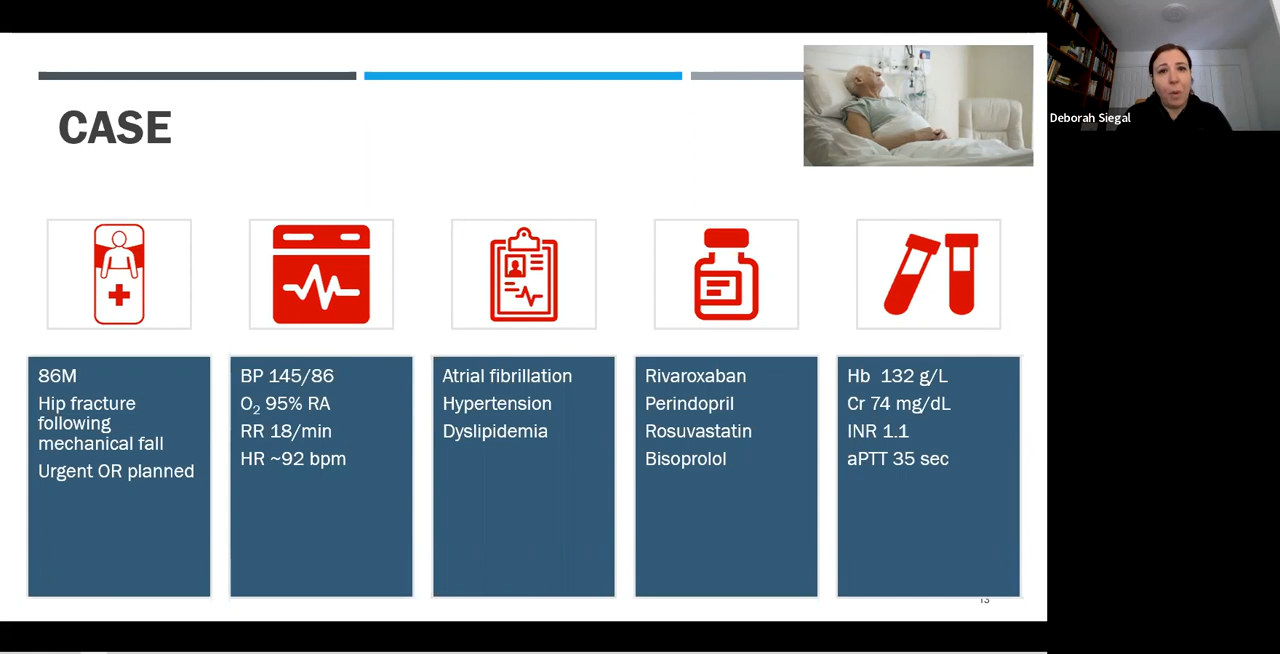 Deborah Siegal
CASE
86M
Hip fracture
following
mechanical fall
Urgent OR planned
BP 145/86
O₂ 95% RA
RR 18/min
HR ~92 bpm
Atrial fibrillation
Hypertension
Dyslipidemia
Rivaroxaban
Perindopril
Rosuvastatin
Bisoprolol
Hb  132 g/L
Cr 74 mg/dL
INR 1.1
aPTT 35 sec